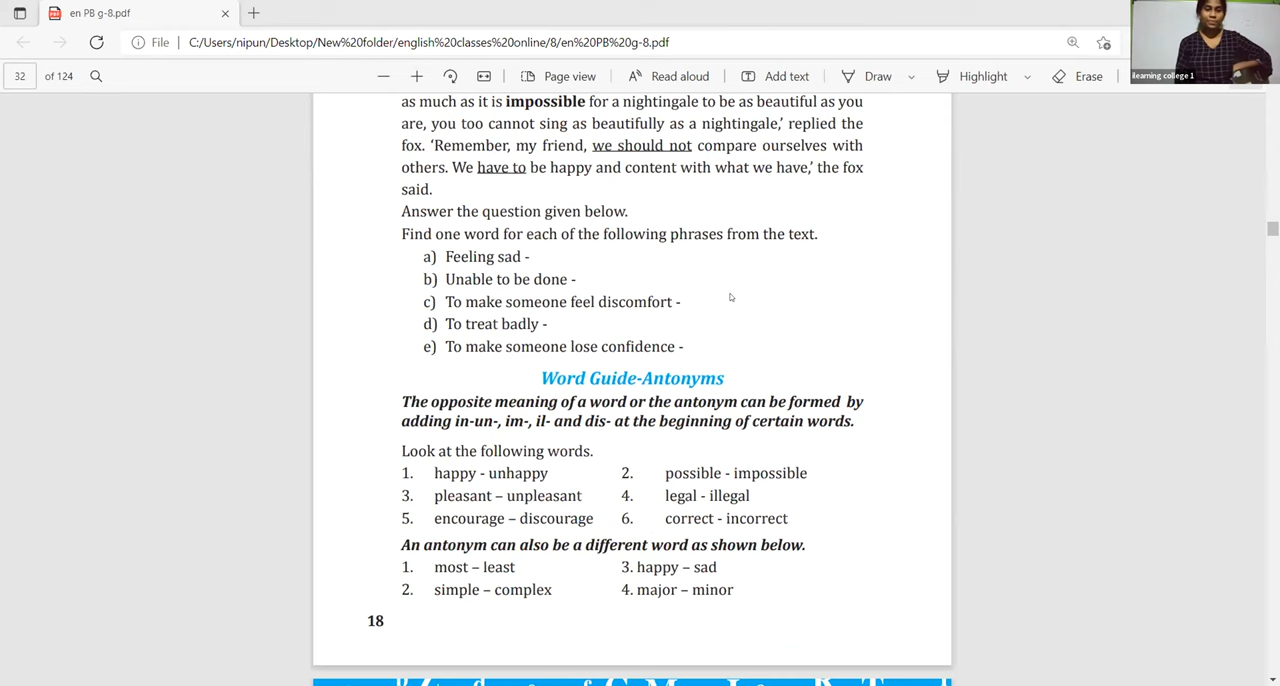 en PB g-8.pdf
File C:/Users/nipun/Desktop/New%20folder/english%20classes%20online/8/en%20PB%20g-8.pdf
32 of 124 Page view Read aloud Add text Draw Highlight Erase
ilearning college 1
as much as it is impossible for a nightingale to be as beautiful as you
are, you too cannot sing as beautifully as a nightingale,’ replied the
fox. ‘Remember, my friend, we should not compare ourselves with
others. We have to be happy and content with what we have,’ the fox
said.
Answer the question given below.
Find one word for each of the following phrases from the text.
a) Feeling sad -
b) Unable to be done -
c) To make someone feel discomfort -
d) To treat badly -
e) To make someone lose confidence -
Word Guide-Antonyms
The opposite meaning of a word or the antonym can be formed by
adding in-un-, im-, il- and dis- at the beginning of certain words.
Look at the following words.
1. happy - unhappy 2. possible - impossible
3. pleasant – unpleasant 4. legal - illegal
5. encourage – discourage 6. correct - incorrect
An antonym can also be a different word as shown below.
1. most – least 3. happy – sad
2. simple – complex 4. major – minor
18